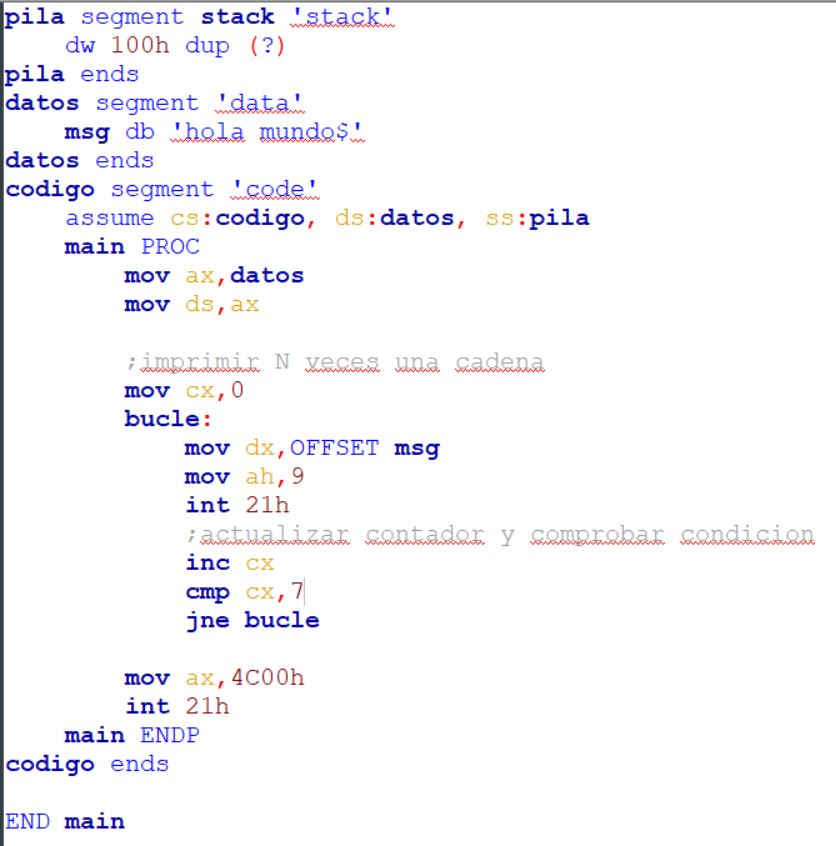 pila segment stack 'stack'
    dw 100h dup (?)
pila ends
datos segment 'data'
    msg db 'hola mundo$'
datos ends
codigo segment 'code'
    assume cs:codigo, ds:datos, ss:pila
    main PROC
        mov ax,datos
        mov ds,ax

        ;imprimir N veces una cadena
        mov cx,0
        bucle:
            mov dx,OFFSET msg
            mov ah,9
            int 21h
            ;actualizar contador y comprobar condicion
            inc cx
            cmp cx,7
            jne bucle

        mov ax,4C00h
        int 21h
    main ENDP
codigo ends

END main